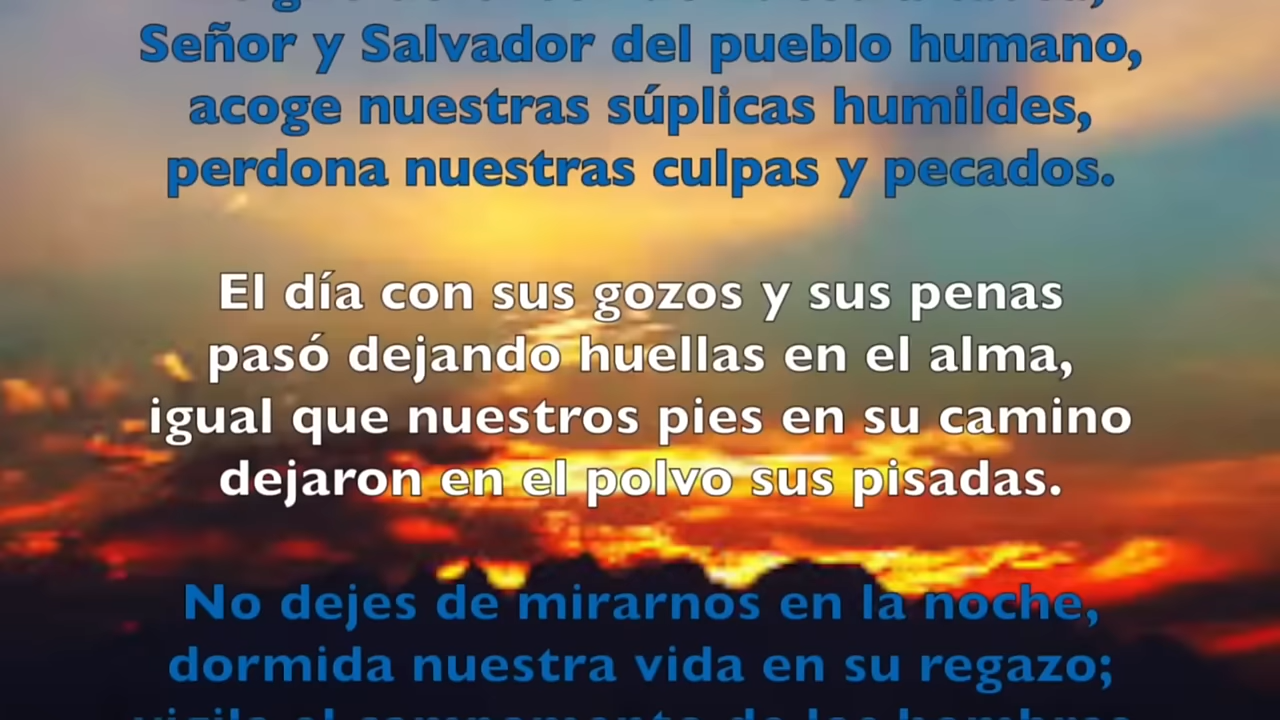 Señor y Salvador del pueblo humano,
acoge nuestras súplicas humildes,
perdona nuestras culpas y pecados.
El día con sus gozos y sus penas
pasó dejando huellas en el alma,
igual que nuestros pies en su camino
dejaron en el polvo sus pisadas.
No dejes de mirarnos en la noche,
dormida nuestra vida en su regazo;